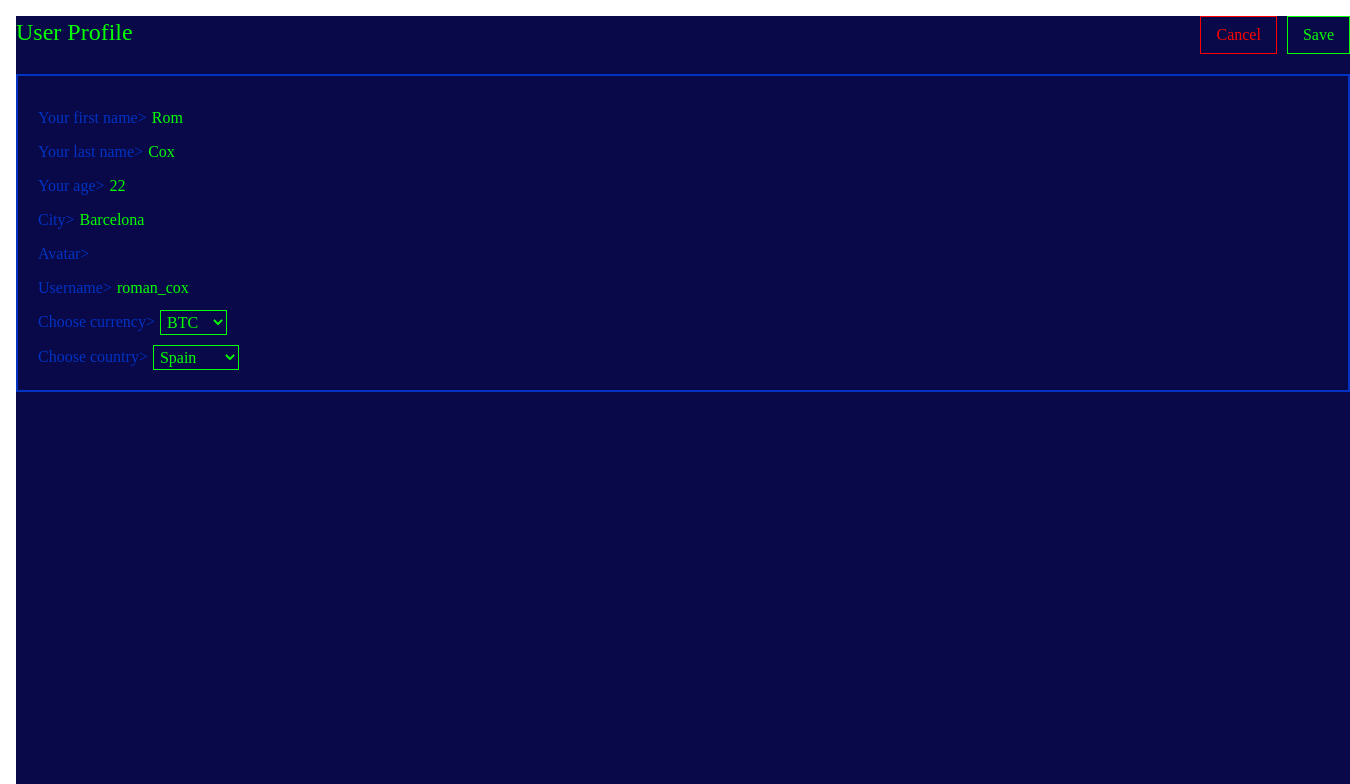 User Profile
Cancel
Save
Your first name> Rom
Your last name> Cox
Your age> 22
City> Barcelona
Avatar>
Username> roman_cox
Choose currency> BTC
Choose country> Spain